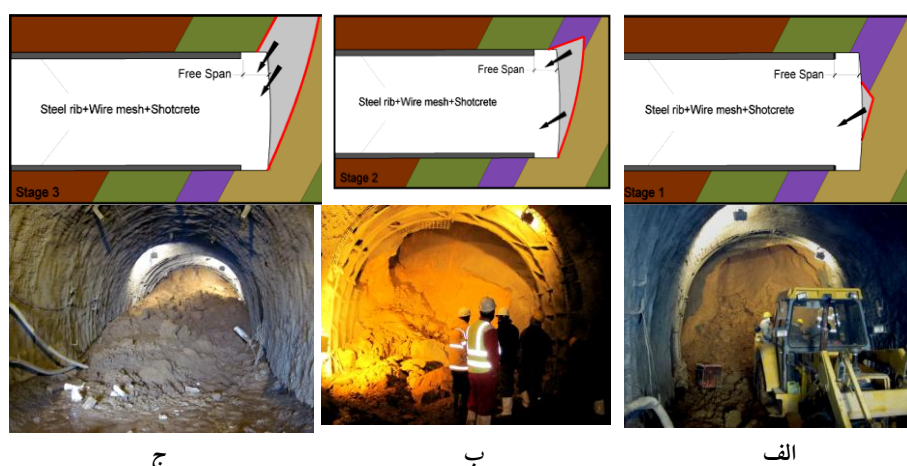 Free Span
Steel rib+Wire mesh+Shotcrete
Stage 3
Free Span
Steel rib+Wire mesh+Shotcrete
Stage 2
Free Span
Steel rib+Wire mesh+Shotcrete
Stage 1
الف
ب
ج